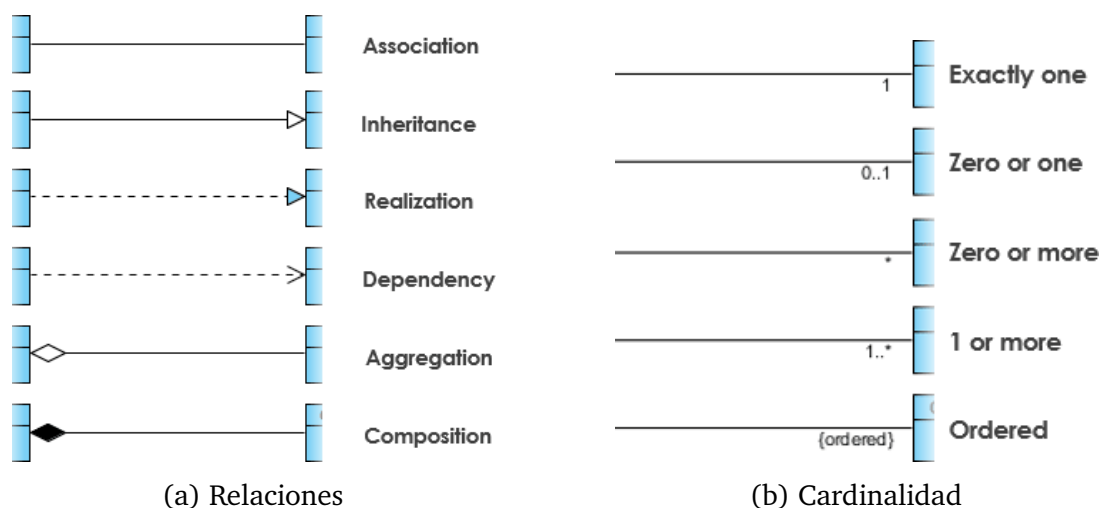 Association
Inheritance
Realization
Dependency
Aggregation
Composition
(a) Relaciones
1
Exactly one
0..1
Zero or one
*
Zero or more
1..*
1 or more
{ordered}
Ordered
(b) Cardinalidad